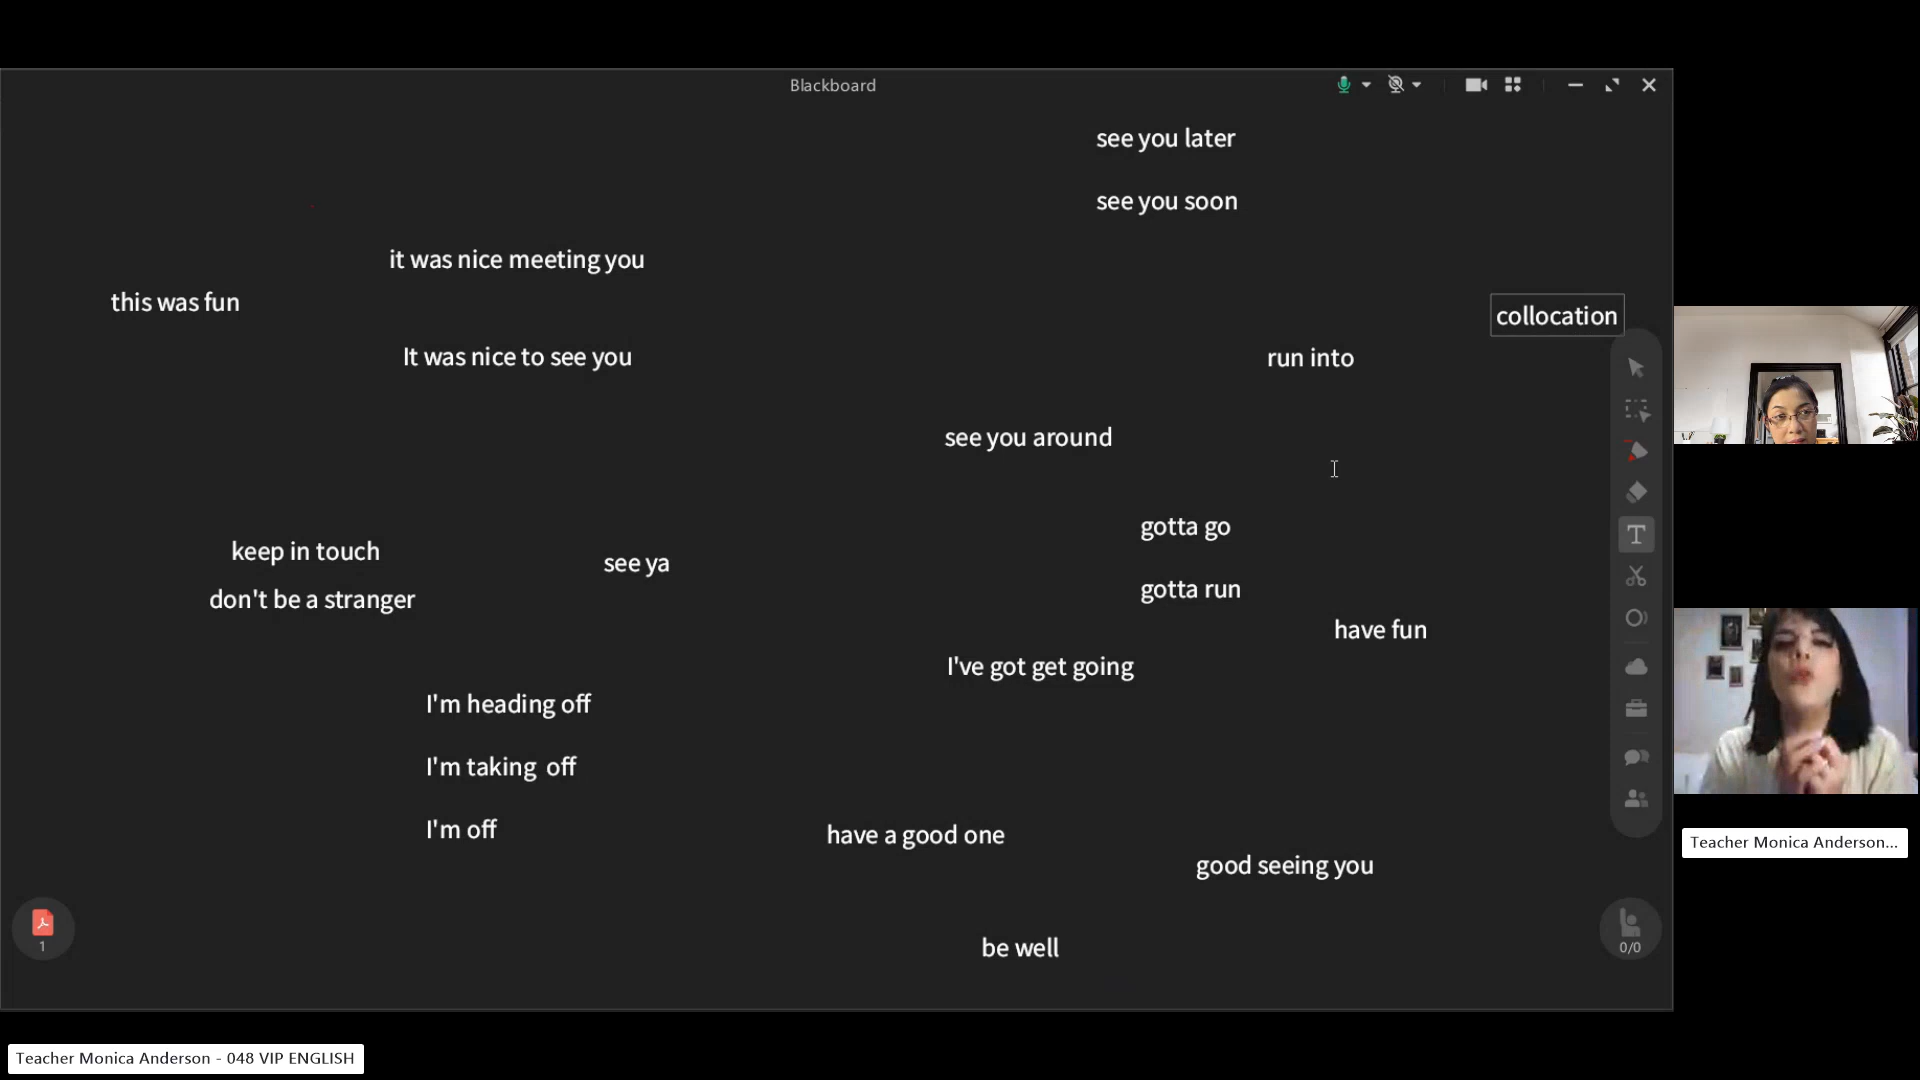 Blackboard
see you later
see you soon
it was nice meeting you
this was fun
collocation
It was nice to see you
run into
see you around
gotta go
keep in touch
see ya
gotta run
don't be a stranger
have fun
I've got get going
I'm heading off
I'm taking  off
I'm off
have a good one
good seeing you
be well
1
0/0
T
Teacher Monica Anderson...
Teacher Monica Anderson - 048 VIP ENGLISH